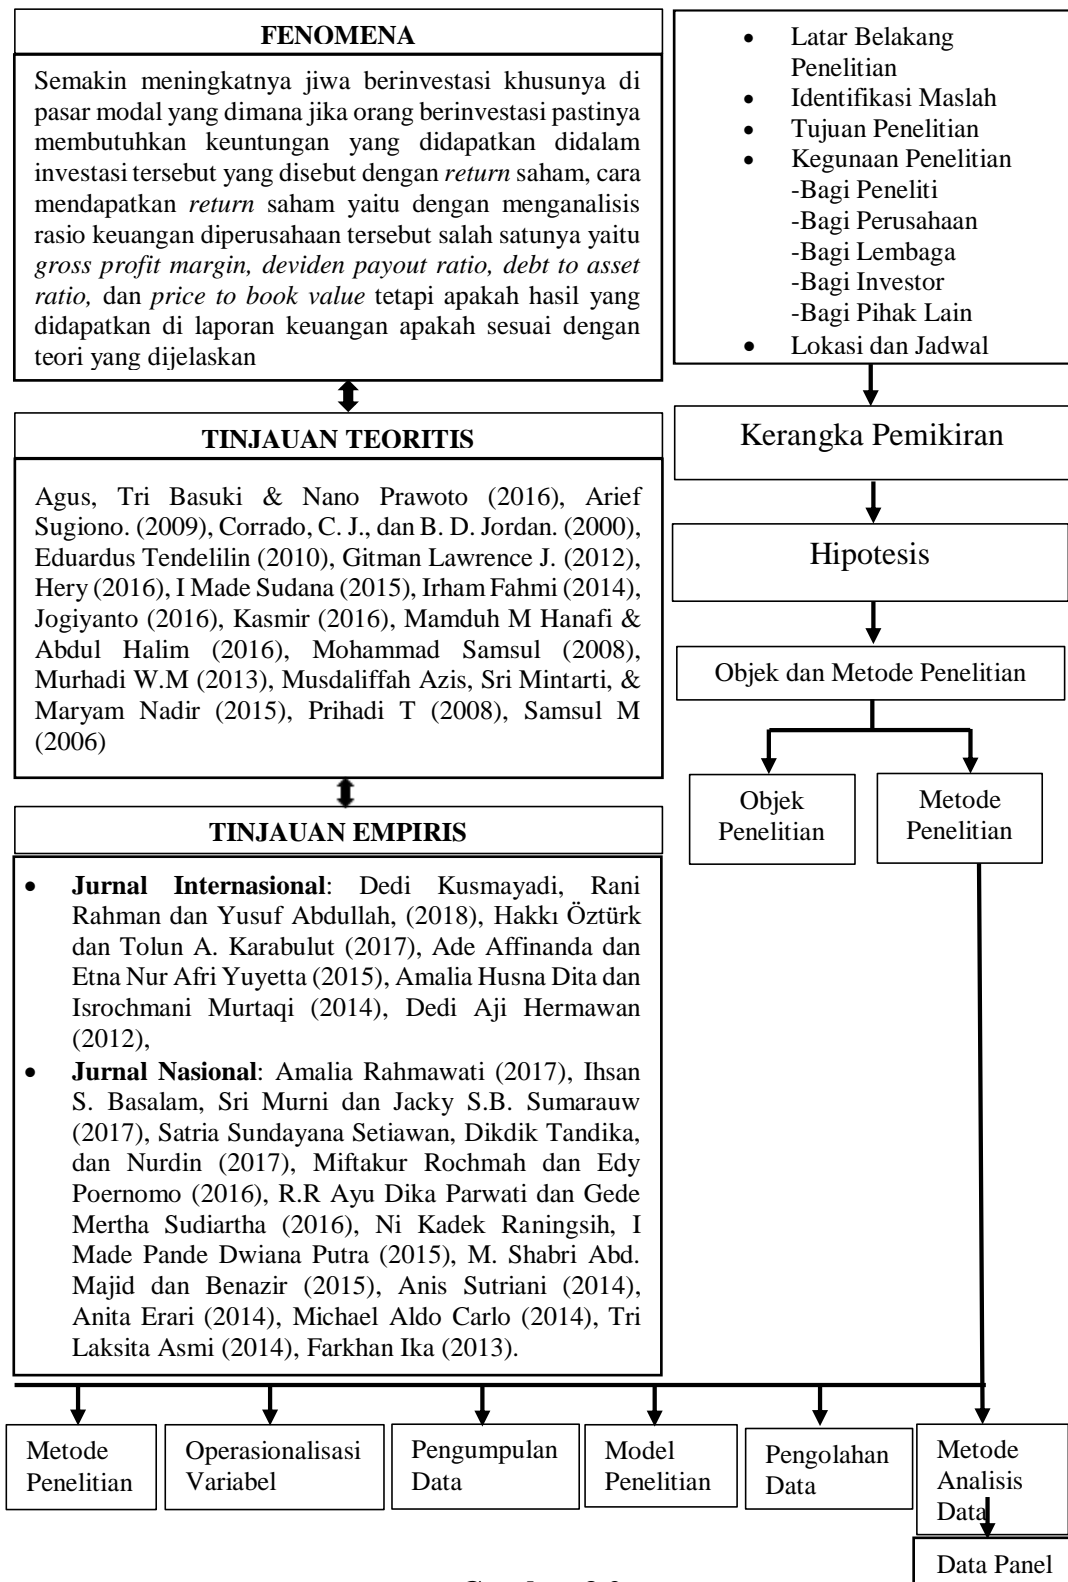 FENOMENA
Semakin meningkatnya jiwa berinvestasi khusunya di
pasar modal yang dimana jika orang berinvestasi pastinya
membutuhkan keuntungan yang didapatkan didalam
investasi tersebut yang disebut dengan return saham, cara
mendapatkan return saham yaitu dengan menganalisis
rasio keuangan diperusahaan tersebut salah satunya yaitu
gross profit margin, deviden payout ratio, debt to asset
ratio, dan price to book value tetapi apakah hasil yang
didapatkan di laporan keuangan apakah sesuai dengan
teori yang dijelaskan
TINJAUAN TEORITIS
Agus, Tri Basuki & Nano Prawoto (2016), Arief
Sugiono. (2009), Corrado, C. J., dan B. D. Jordan. (2000),
Eduardus Tendelilin (2010), Gitman Lawrence J. (2012),
Hery (2016), I Made Sudana (2015), Irham Fahmi (2014),
Jogiyanto (2016), Kasmir (2016), Mamduh M Hanafi &
Abdul Halim (2016), Mohammad Samsul (2008),
Murhadi W.M (2013), Musdaliffah Azis, Sri Mintarti, &
Maryam Nadir (2015), Prihadi T (2008), Samsul M
(2006)
TINJAUAN EMPIRIS
• Jurnal Internasional: Dedi Kusmayadi, Rani
Rahman dan Yusuf Abdullah, (2018), Hakkı Öztürk
dan Tolun A. Karabulut (2017), Ade Affinanda dan
Etna Nur Afri Yuyetta (2015), Amalia Husna Dita dan
Isrochmani Murtaqi (2014), Dedi Aji Hermawan
(2012),
• Jurnal Nasional: Amalia Rahmawati (2017), Ihsan
S. Basalam, Sri Murni dan Jacky S.B. Sumarauw
(2017), Satria Sundayana Setiawan, Dikdik Tandika,
dan Nurdin (2017), Miftakur Rochmah dan Edy
Poernomo (2016), R.R Ayu Dika Parwati dan Gede
Mertha Sudiartha (2016), Ni Kadek Raningsih, I
Made Pande Dwiana Putra (2015), M. Shabri Abd.
Majid dan Benazir (2015), Anis Sutriani (2014),
Anita Erari (2014), Michael Aldo Carlo (2014), Tri
Laksita Asmi (2014), Farkhan Ika (2013).
• Latar Belakang
Penelitian
• Identifikasi Maslah
• Tujuan Penelitian
• Kegunaan Penelitian
-Bagi Peneliti
-Bagi Perusahaan
-Bagi Lembaga
-Bagi Investor
-Bagi Pihak Lain
• Lokasi dan Jadwal
Kerangka Pemikiran
Hipotesis
Objek dan Metode Penelitian
Objek
Penelitian
Metode
Penelitian
Metode
Penelitian
Operasionalisasi
Variabel
Pengumpulan
Data
Model
Penelitian
Pengolahan
Data
Metode
Analisis
Data
Data Panel